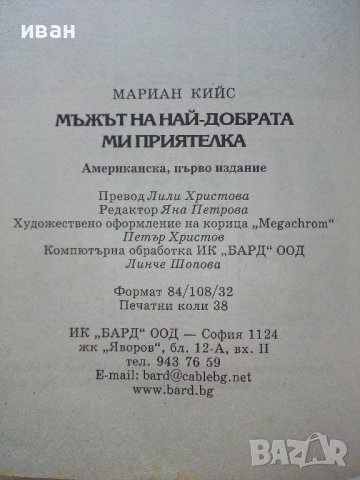 иван
МАРИАН КИЙС
МЪЖЪТ НА НАЙ-ДОБРАТА
МИ ПРИЯТЕЛКА
Американска, първо издание
Превод Лили Христова
Редактор Яна Петрова
Художествено оформление на корица „Megachrom“
Петър Христов
Компютърна обработка ИК „БАРД“ ООД
Линче Шопова
Формат 84/108/32
Печатни коли 38
ИК „БАРД“ ООД — София 1124
жк „Яворов“, бл. 12-А, вх. II
тел. 943 76 59
E-mail: bard@cablebg.net
www.bard.bg
BAZAR